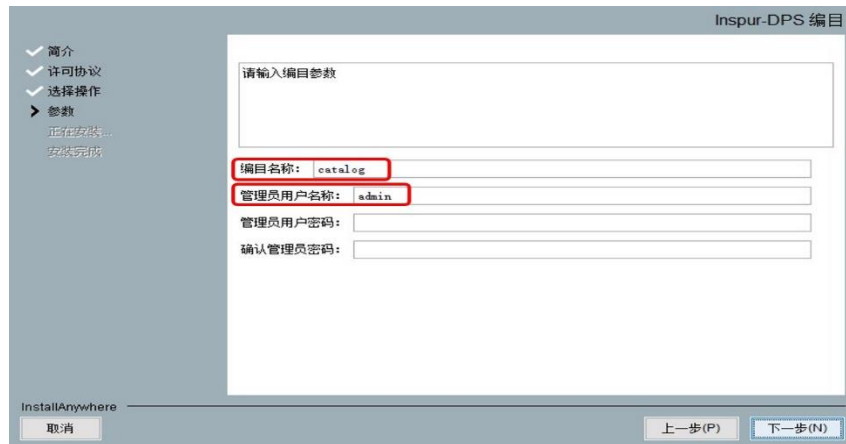 Inspur-DPS 编目
简介
许可协议
选择操作
参数
正在安装...
安装完成
请输入编目参数
编目名称： catalog
管理员用户名称： admin
管理员用户密码：
确认管理员密码：
InstallAnywhere
取消
上一步(P)
下一步(N)